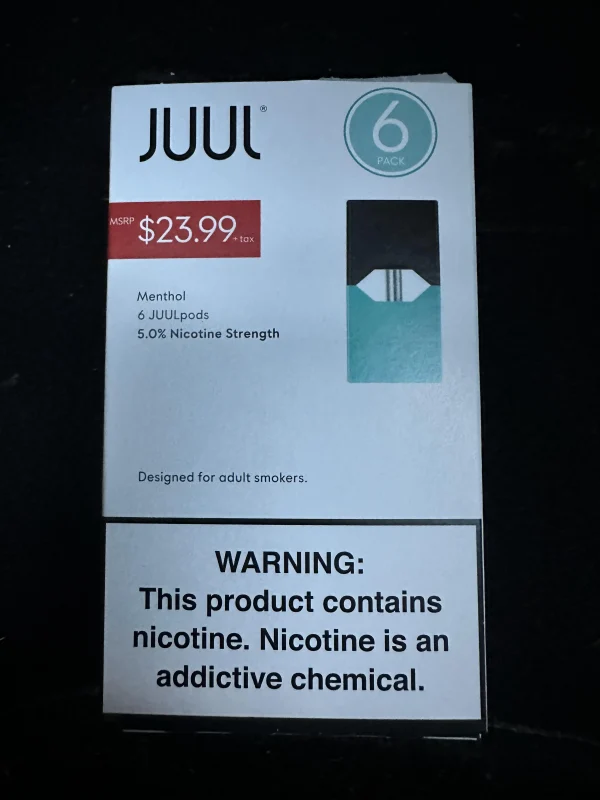 JUUL®
6
PACK
MSRP $23.99 + tax
Menthol
6 JUULpods
5.0% Nicotine Strength
Designed for adult smokers.
WARNING:
This product contains
nicotine. Nicotine is an
addictive chemical.